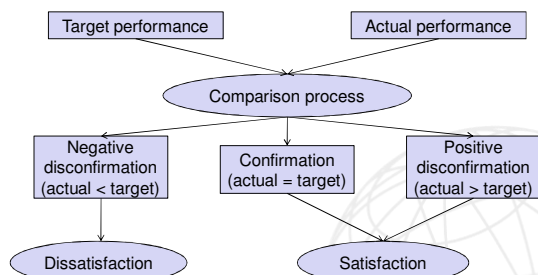 Target performance
Actual performance
Comparison process
Negative
disconfirmation
(actual < target)
Confirmation
(actual = target)
Positive
disconfirmation
(actual > target)
Dissatisfaction
Satisfaction